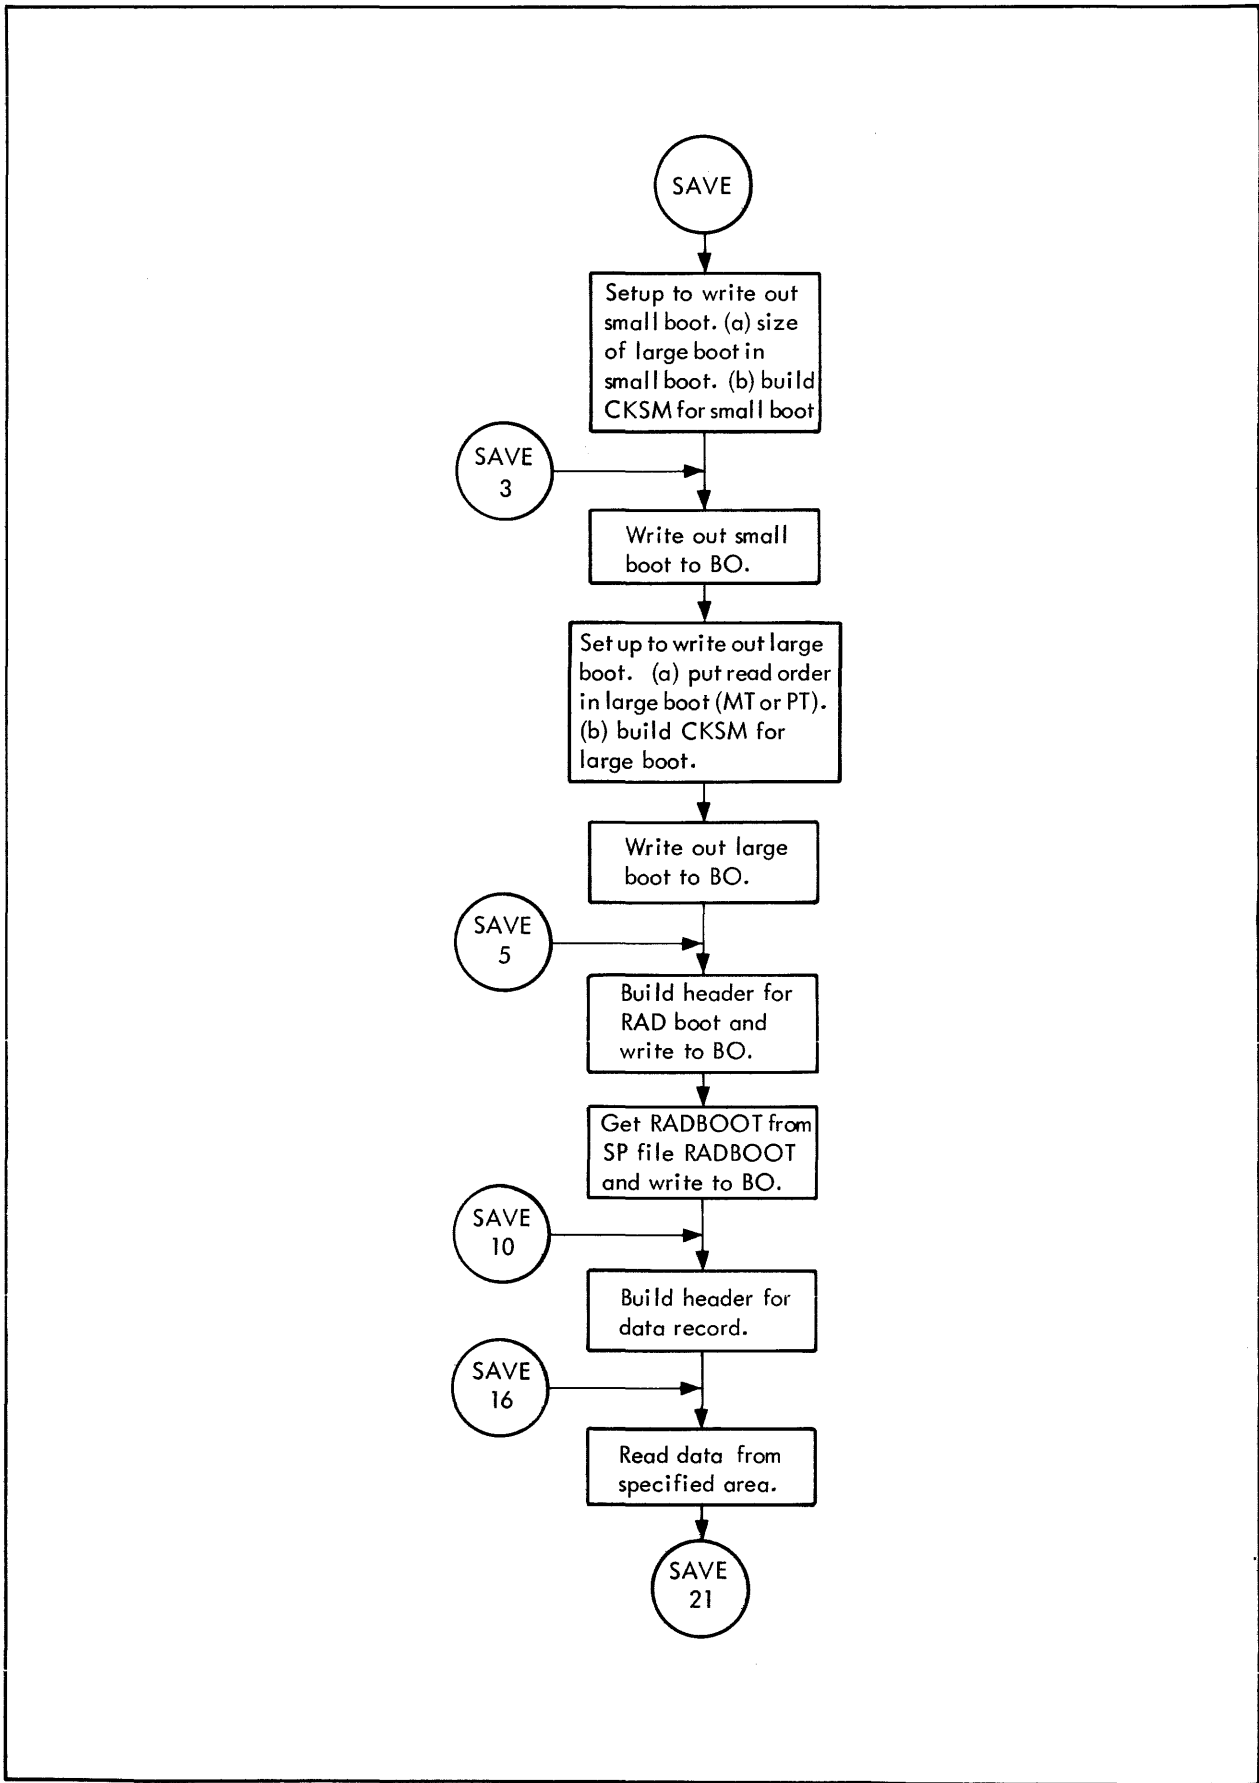 SAVE
Setup to write out
small boot. (a) size
of large boot in
small boot. (b) build
CKSM for small boot
SAVE
3
Write out small
boot to BO.
Set up to write out large
boot. (a) put read order
in large boot (MT or PT).
(b) build CKSM for
large boot.
Write out large
boot to BO.
SAVE
5
Build header for
RAD boot and
write to BO.
Get RADBOOT from
SP file RADBOOT
and write to BO.
SAVE
10
Build header for
data record.
SAVE
16
Read data from
specified area.
SAVE
21